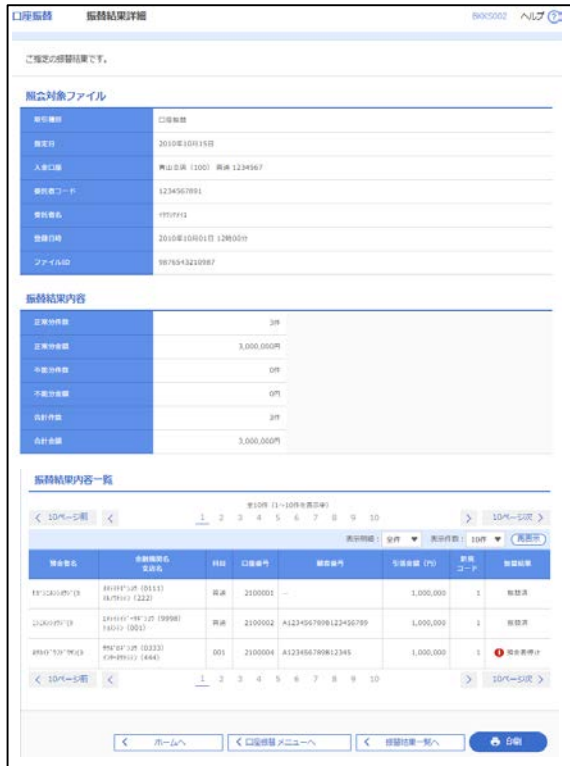 口座振替 振替結果詳細 BKKS002 ヘルプ
ご指定の振替結果です。
照会対象ファイル
取引種別 口座振替
指定日 2010年10月15日
入金口座 青山支店 (100) 普通 1234567
委託者コード 1234567891
委託者名
登録日時 2010年10月01日 12時00分
ファイルID 9876543210987
振替結果内容
正常分件数 3件
正常分金額 3,000,000円
不能分件数 0件
不能分金額 0円
合計件数 3件
合計金額 3,000,000円
振替結果内容一覧
全10件 (1~10件を表示中)
10ページ前 1 2 3 4 5 6 7 8 9 10 10ページ次
表示明細: 全件 表示件数: 10件 再表示
預金者名 金融機関名 支店名 科目 口座番号 顧客番号 引落金額 (円) 新規コード 振替結果
(0111) (222) 普通 2100001 — 1,000,000 1 振替済
(9998) (001) 普通 2100002 A1234567890123456789 1,000,000 1 振替済
(0333) (444) 001 2100004 A123456789012345 1,000,000 1 預金者停止
10ページ前 1 2 3 4 5 6 7 8 9 10 10ページ次
ホームへ 口座振替メニューへ 振替結果一覧へ 印刷